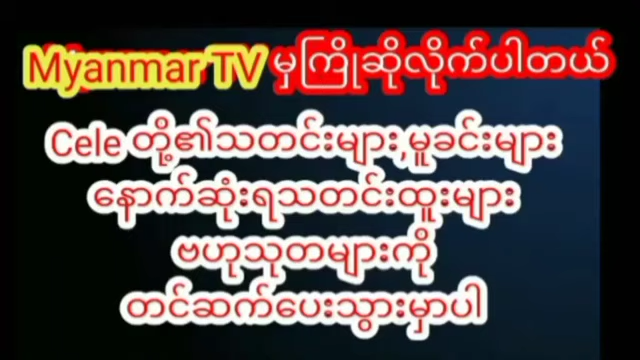 Myanmar TV မှကြိုဆိုလိုက်ပါတယ်
Cele တို့၏သတင်းများ,မူခင်းများ
နောက်ဆုံးရသတင်းထူးများ
ဗဟုသုတများကို
တင်ဆက်ပေးသွားမှာပါ